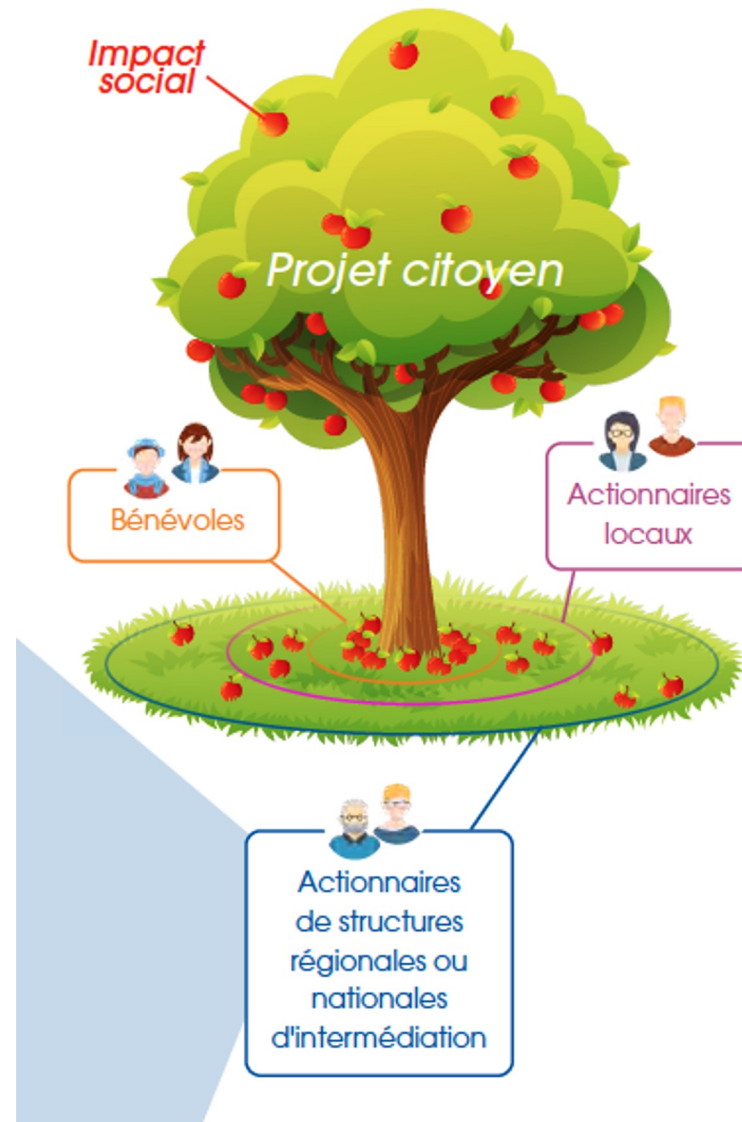 Impact
social
Projet citoyen
Bénévoles
Actionnaires
locaux
Actionnaires
de structures
régionales ou
nationales
d'intermédiation